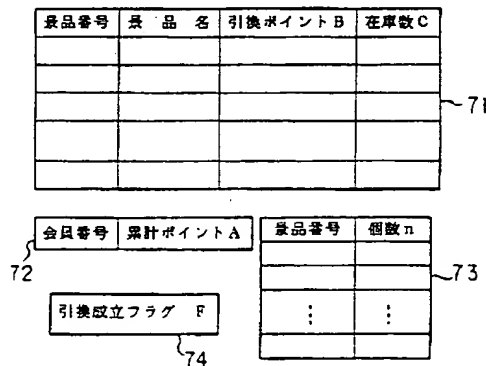 景品番号 景品名 引換ポイントB 在庫数C
71
会員番号 累計ポイントA
72
景品番号 個数n
73
引換成立フラグ F
74